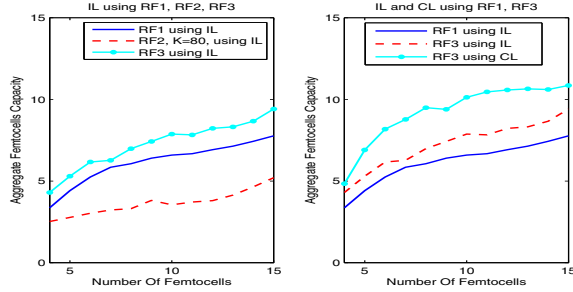 IL using RF1, RF2, RF3
RF1 using IL
RF2, K=80, using IL
RF3 using IL
Aggregate Femtocells Capacity
15
10
5
0
5
10
15
Number Of Femtocells
IL and CL using RF1, RF3
RF1 using IL
RF3 using IL
RF3 using CL
Aggregate Femtocells Capacity
15
10
5
0
5
10
15
Number Of Femtocells